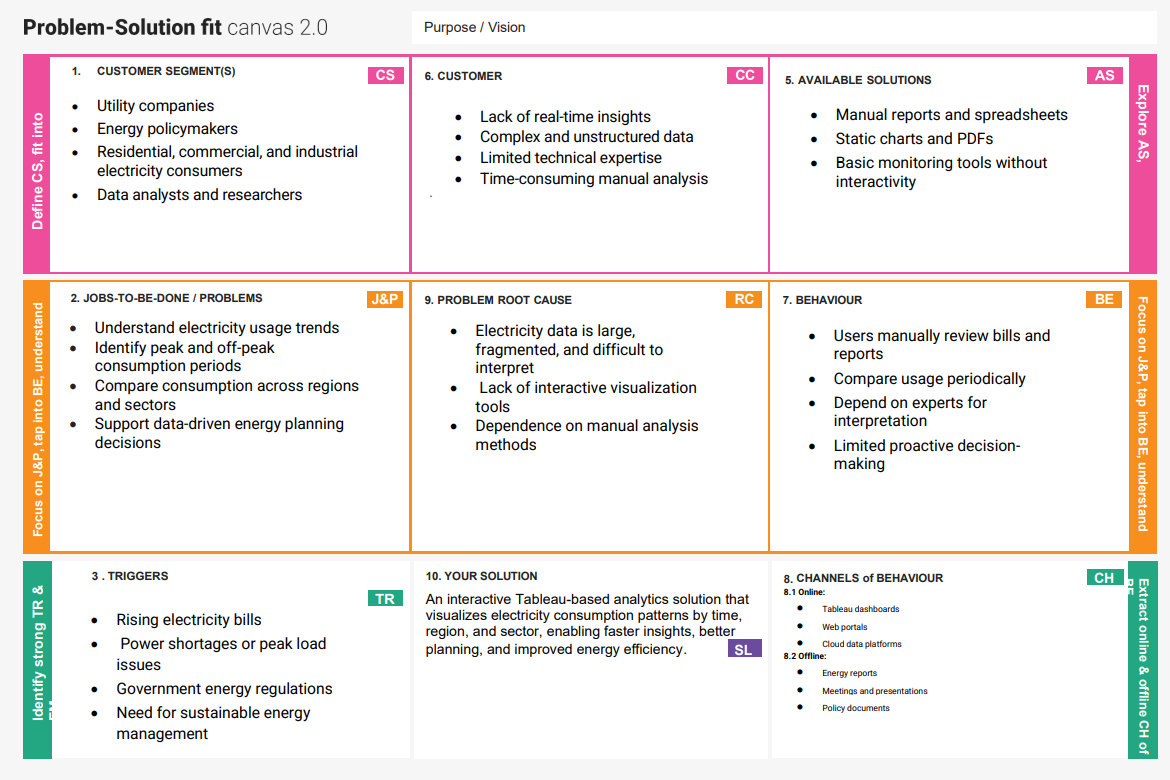 Problem-Solution fit canvas 2.0
Purpose / Vision
Define CS, fit into
1. CUSTOMER SEGMENT(S)
CS
• Utility companies
• Energy policymakers
• Residential, commercial, and industrial
electricity consumers
• Data analysts and researchers
6. CUSTOMER
CC
• Lack of real-time insights
• Complex and unstructured data
• Limited technical expertise
• Time-consuming manual analysis
.
5. AVAILABLE SOLUTIONS
AS
• Manual reports and spreadsheets
• Static charts and PDFs
• Basic monitoring tools without
interactivity
Explore AS,
Focus on J&P, tap into BE, understand
2. JOBS-TO-BE-DONE / PROBLEMS
J&P
• Understand electricity usage trends
• Identify peak and off-peak
consumption periods
• Compare consumption across regions
and sectors
• Support data-driven energy planning
decisions
9. PROBLEM ROOT CAUSE
RC
• Electricity data is large,
fragmented, and difficult to
interpret
• Lack of interactive visualization
tools
• Dependence on manual analysis
methods
7. BEHAVIOUR
BE
• Users manually review bills and
reports
• Compare usage periodically
• Depend on experts for
interpretation
• Limited proactive decision-
making
Focus on J&P, tap into BE, understand
Identify strong TR &
3 . TRIGGERS
TR
• Rising electricity bills
• Power shortages or peak load
issues
• Government energy regulations
• Need for sustainable energy
management
10. YOUR SOLUTION
An interactive Tableau-based analytics solution that
visualizes electricity consumption patterns by time,
region, and sector, enabling faster insights, better
planning, and improved energy efficiency.
SL
8. CHANNELS of BEHAVIOUR
CH
8.1 Online:
• Tableau dashboards
• Web portals
• Cloud data platforms
8.2 Offline:
• Energy reports
• Meetings and presentations
• Policy documents
Extract online & offline CH of